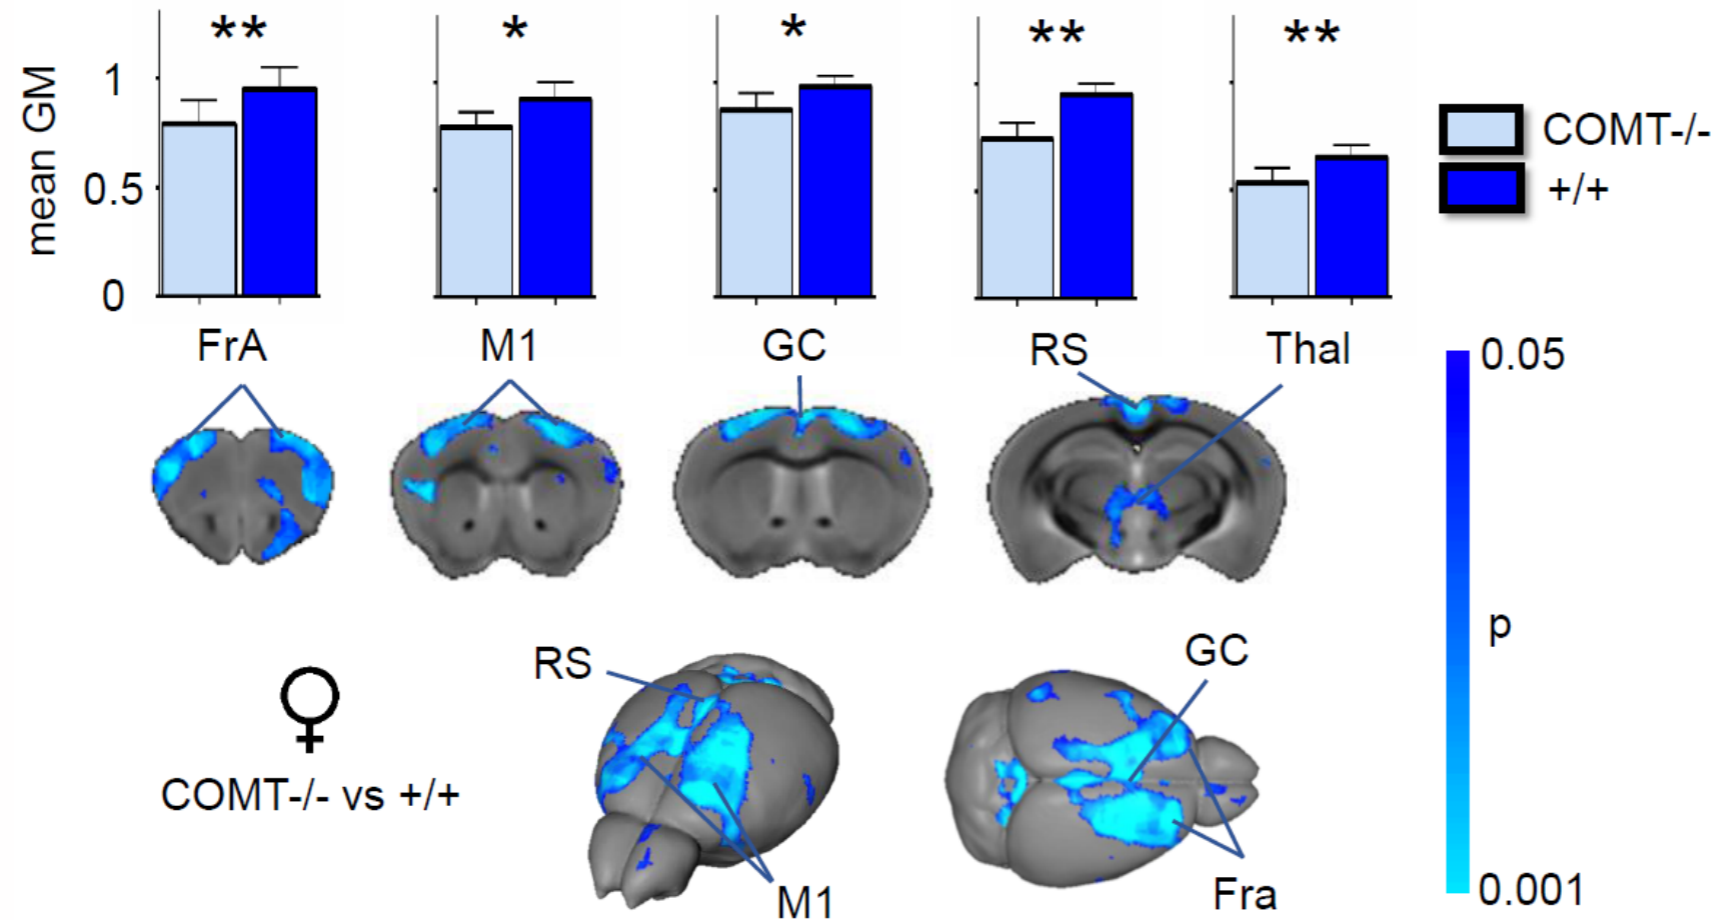 ** * * ** **
mean GM
1
0.5
0
COMT-/-
+/+
FrA M1 GC RS Thal
0.05
p
0.001
RS
GC
COMT-/- vs +/+
M1
Fra